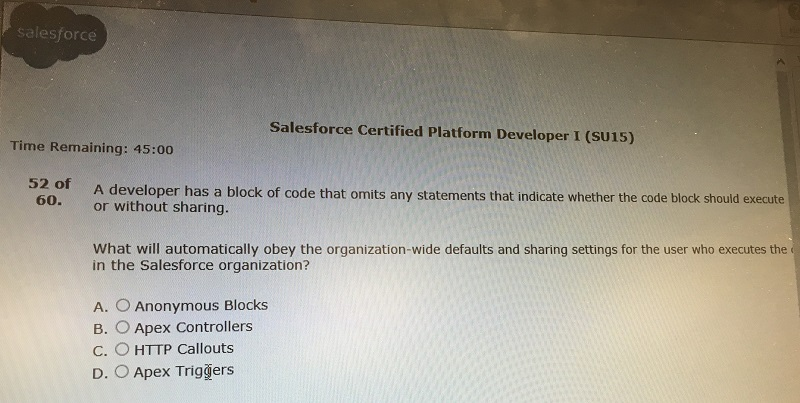 salesforce
Salesforce Certified Platform Developer I (SU15)
Time Remaining: 45:00
52 of
60.
A developer has a block of code that omits any statements that indicate whether the code block should execute
or without sharing.
What will automatically obey the organization-wide defaults and sharing settings for the user who executes the
in the Salesforce organization?
A. Anonymous Blocks
B. Apex Controllers
C. HTTP Callouts
D. Apex Triggers